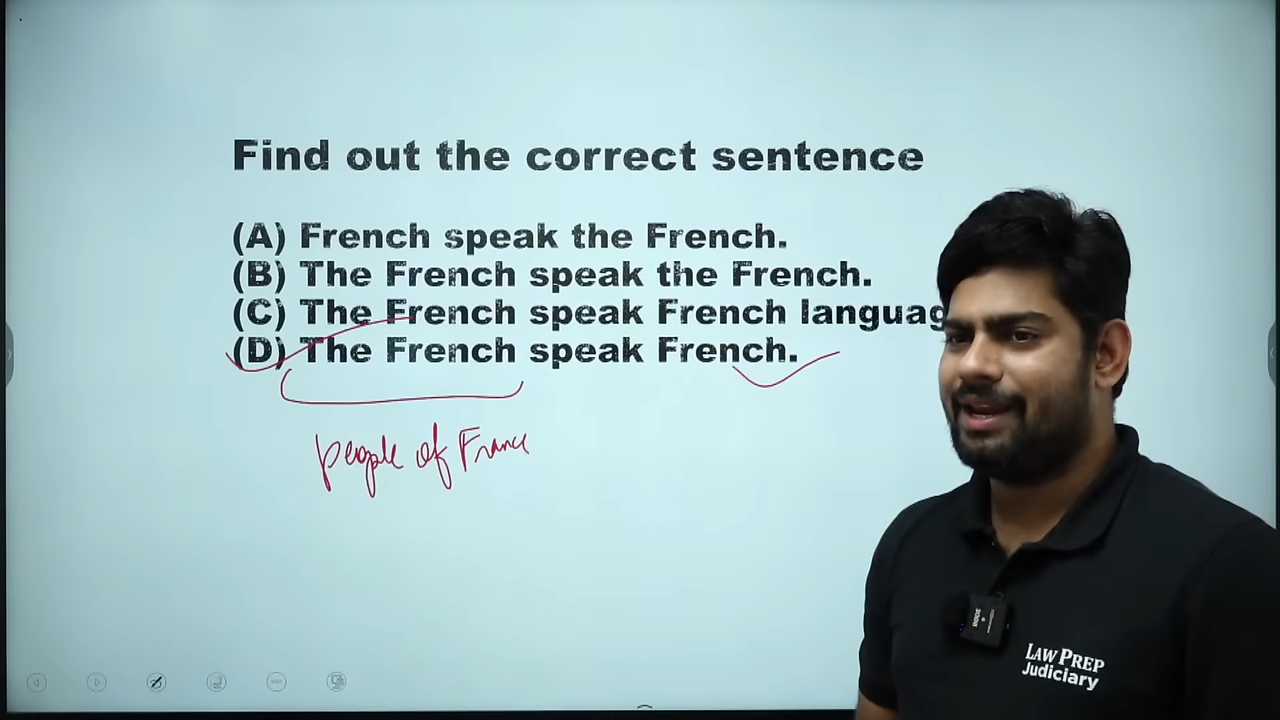 Find out the correct sentence
(A) French speak the French.
(B) The French speak the French.
(C) The French speak French languag
(D) The French speak French.
people of France
LAW PREP
Judiciary